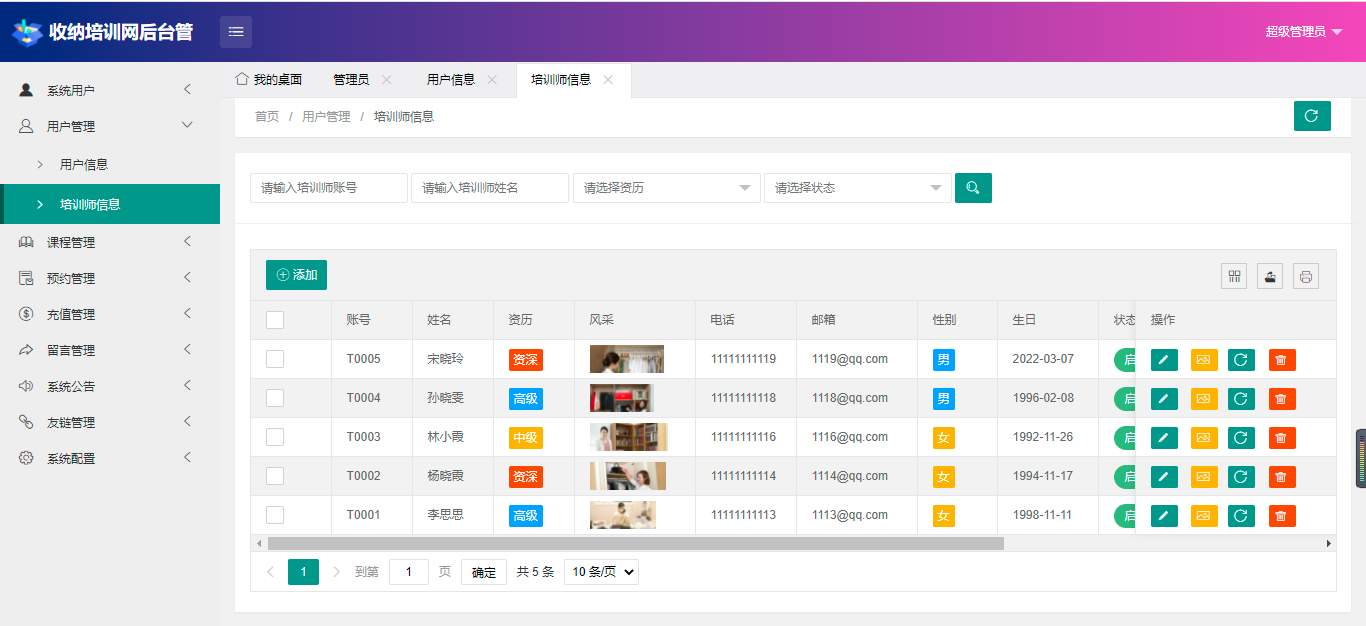 收纳培训网后台管
超级管理员
系统用户
用户管理
用户信息
培训师信息
课程管理
预约管理
充值管理
留言管理
系统公告
友链管理
系统配置
我的桌面 管理员 用户信息 培训师信息
首页 / 用户管理 / 培训师信息
请输入培训师账号 请输入培训师姓名 请选择资历 请选择状态
添加
账号 姓名 资历 风采 电话 邮箱 性别 生日 状态 操作
T0005 宋晓玲 资深 11111111119 1119@qq.com 男 2022-03-07 启
T0004 孙晓雯 高级 11111111118 1118@qq.com 男 1996-02-08 启
T0003 林小霞 中级 11111111116 1116@qq.com 女 1992-11-26 启
T0002 杨晓霞 资深 11111111114 1114@qq.com 女 1994-11-17 启
T0001 李思思 高级 11111111113 1113@qq.com 女 1998-11-11 启
1 到第 1 页 确定 共 5 条 10 条/页